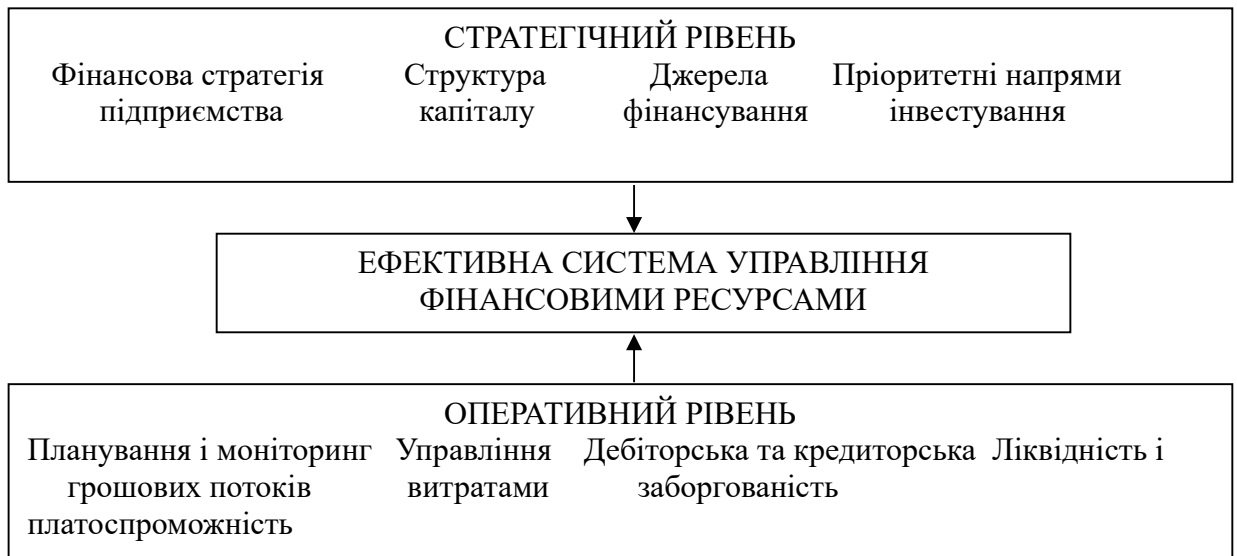 СТРАТЕГІЧНИЙ РІВЕНЬ
Фінансова стратегія Структура Джерела Пріоритетні напрями
підприємства капіталу фінансування інвестування
ЕФЕКТИВНА СИСТЕМА УПРАВЛІННЯ
ФІНАНСОВИМИ РЕСУРСАМИ
ОПЕРАТИВНИЙ РІВЕНЬ
Планування і моніторинг Управління Дебіторська та кредиторська Ліквідність і
грошових потоків витратами заборгованість
платоспроможність